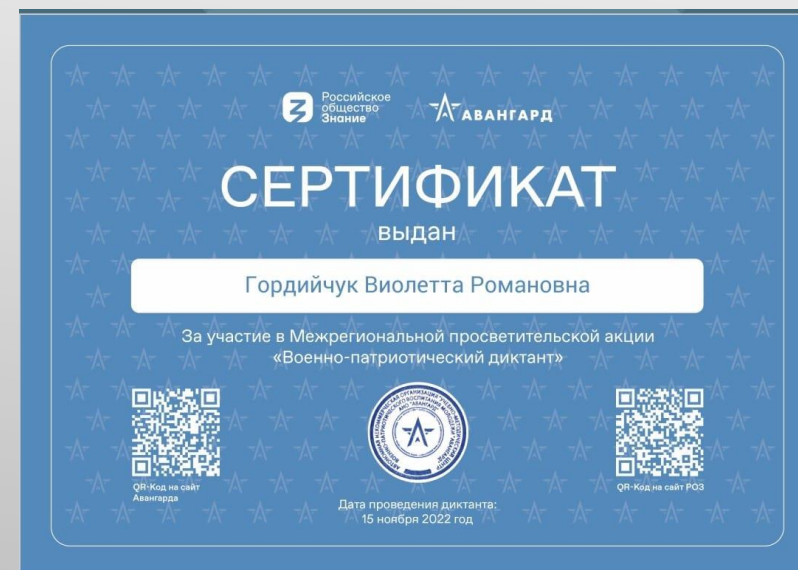 Российское
общество
Знание
АВАНГАРД
СЕРТИФИКАТ
выдан
Гордийчук Виолетта Романовна
За участие в Межрегиональной просветительской акции
«Военно-патриотический диктант»
QR-Код на сайт
Авангарда
QR-Код на сайт РОЗ
Дата проведения диктанта:
15 ноября 2022 год